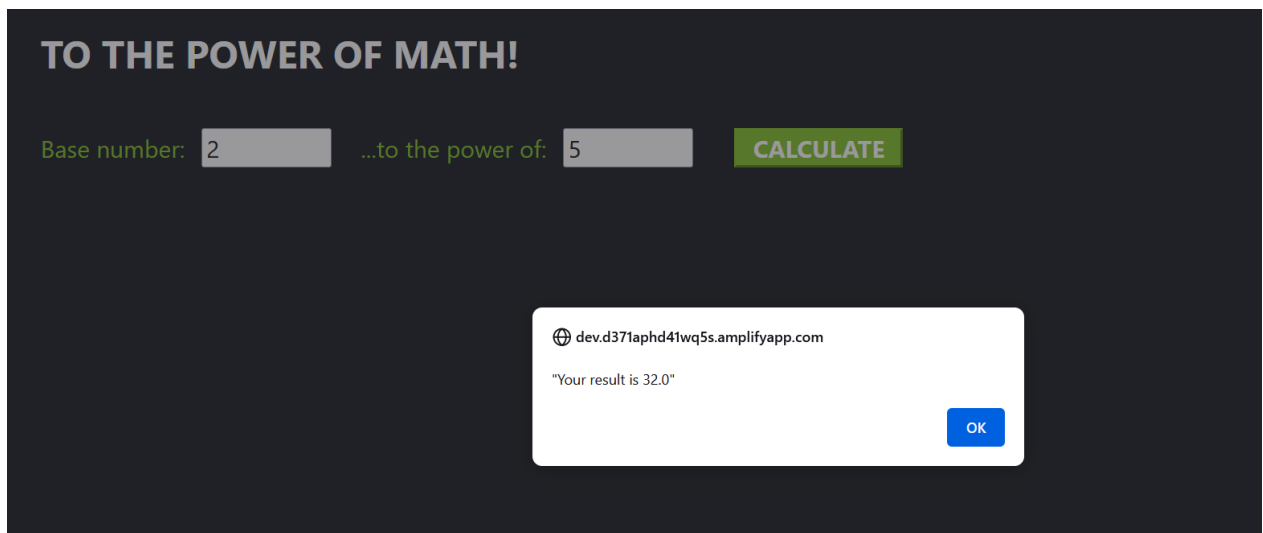 TO THE POWER OF MATH!
Base number: 2 ...to the power of: 5 CALCULATE
dev.d371aphd41wq5s.amplifyapp.com
"Your result is 32.0"
OK